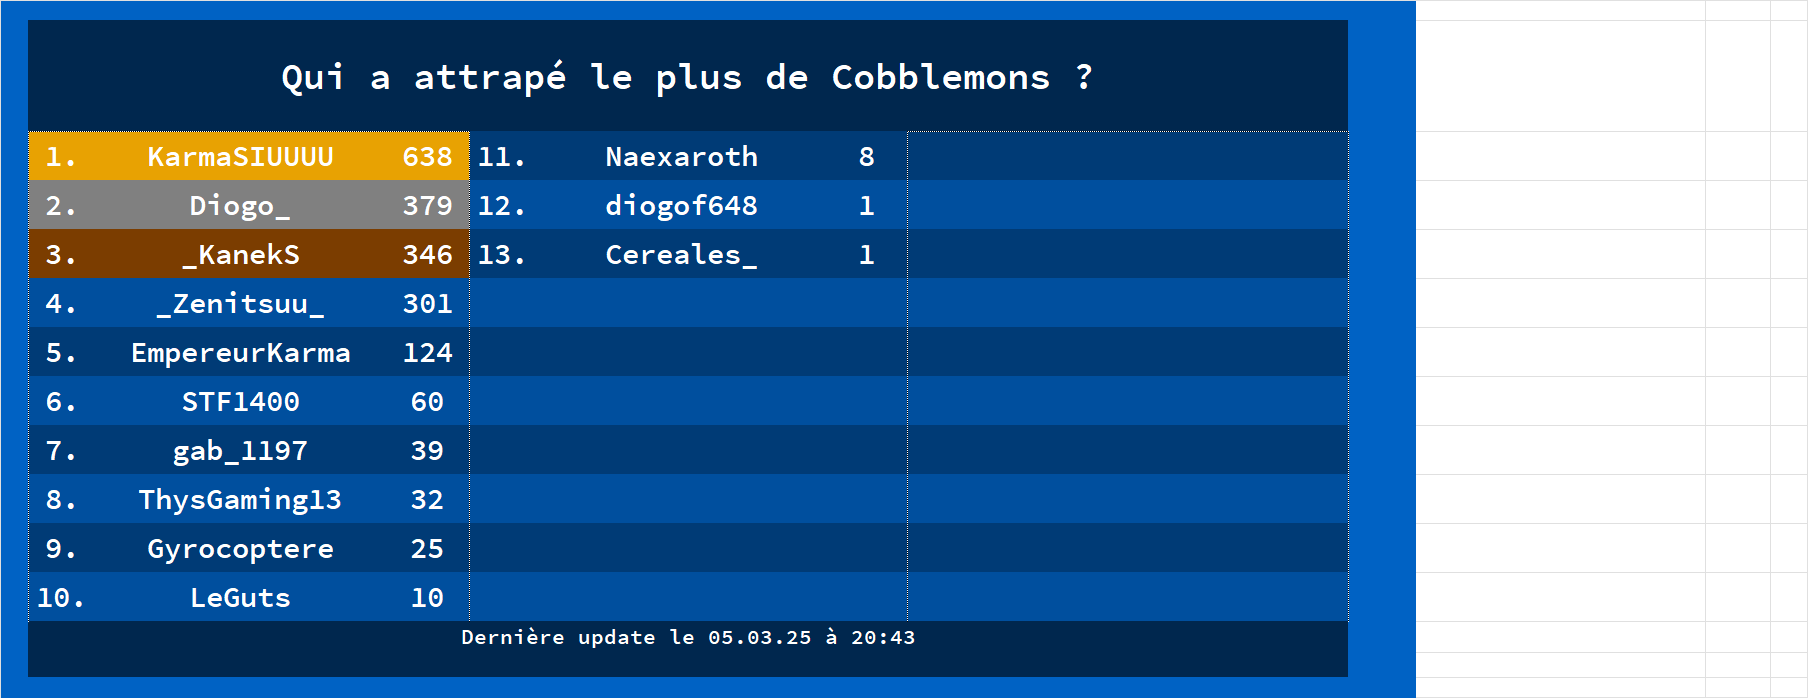 Qui a attrapé le plus de Cobblemons ?
1. KarmaSIUUUU 638
2. Diogo_ 379
3. _KanekS 346
4. _Zenitsuu_ 301
5. EmpereurKarma 124
6. STF1400 60
7. gab_1197 39
8. ThysGaming13 32
9. Gyrocoptere 25
10. LeGuts 10
11. Naexaroth 8
12. diogof648 1
13. Cereales_ 1
Dernière update le 05.03.25 à 20:43